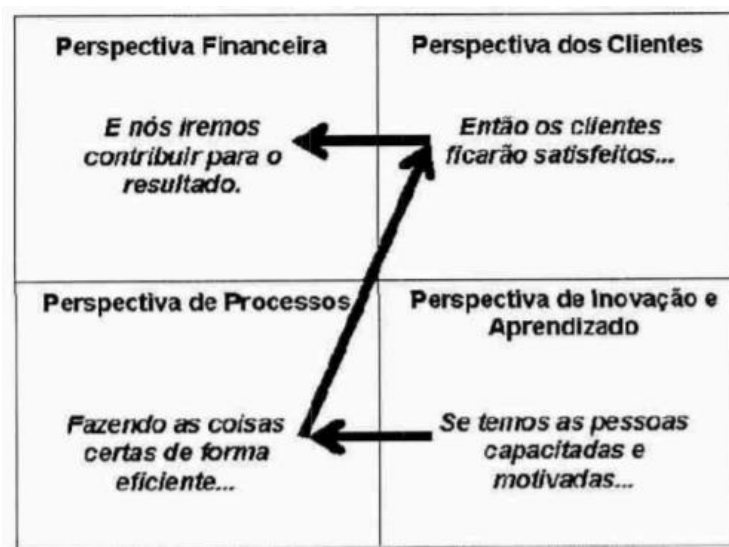 Perspectiva Financeira
E nós iremos
contribuir para o
resultado.
Perspectiva dos Clientes
Então os clientes
ficarão satisfeitos...
Perspectiva de Processos
Fazendo as coisas
certas de forma
eficiente...
Perspectiva de Inovação e
Aprendizado
Se temos as pessoas
capacitadas e
motivadas...